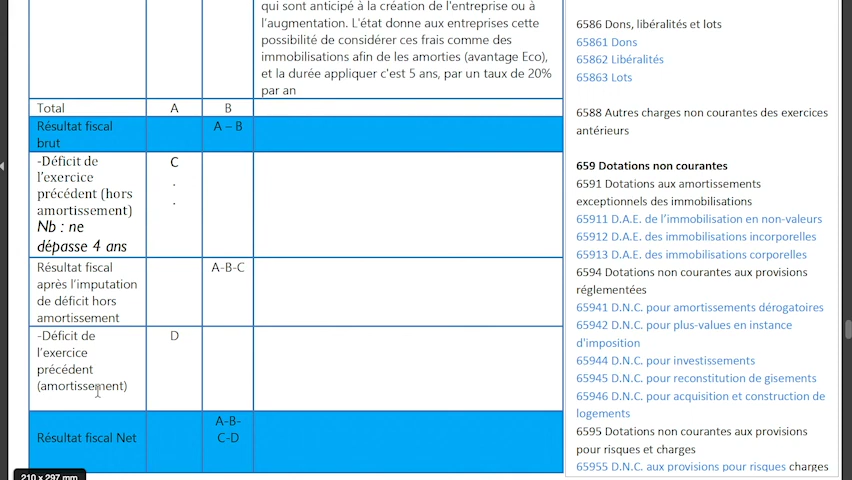 qui sont anticipé à la création de l'entreprise ou à
l'augmentation. L'état donne aux entreprises cette
possibilité de considérer ces frais comme des
immobilisations afin de les amorties (avantage Eco),
et la durée appliquer c'est 5 ans, par un taux de 20%
par an
Total A B
Résultat fiscal
brut
A – B
-Déficit de
l'exercice
précédent (hors
amortissement)
Nb : ne
dépasse 4 ans
C
.
.
Résultat fiscal
après l'imputation
de déficit hors
amortissement
A-B-C
-Déficit de
l'exercice
précédent
(amortissement)
D
Résultat fiscal Net
A-B-
C-D
6586 Dons, libéralités et lots
65861 Dons
65862 Libéralités
65863 Lots
6588 Autres charges non courantes des exercices
antérieurs
659 Dotations non courantes
6591 Dotations aux amortissements
exceptionnels des immobilisations
65911 D.A.E. de l'immobilisation en non-valeurs
65912 D.A.E. des immobilisations incorporelles
65913 D.A.E. des immobilisations corporelles
6594 Dotations non courantes aux provisions
réglementées
65941 D.N.C. pour amortissements dérogatoires
65942 D.N.C. pour plus-values en instance
d'imposition
65944 D.N.C. pour investissements
65945 D.N.C. pour reconstitution de gisements
65946 D.N.C. pour acquisition et construction de
logements
6595 Dotations non courantes aux provisions
pour risques et charges
65955 D.N.C. aux provisions pour risques charges
210 x 297 mm